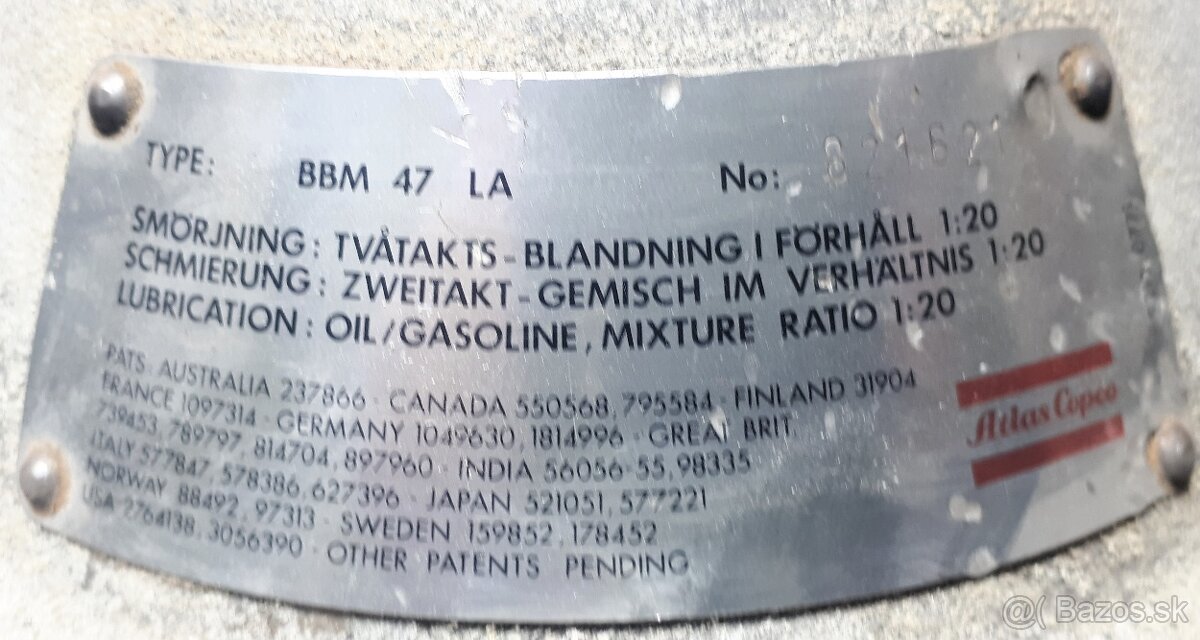 TYPE: BBM 47 LA No: 821621
SMÖRJNING: TVÅTAKTS-BLANDNING I FÖRHÅLL 1:20
SCHMIERUNG: ZWEITAKT-GEMISCH IM VERHÄLTNIS 1:20
LUBRICATION: OIL/GASOLINE, MIXTURE RATIO 1:20
PATS. AUSTRALIA 237866 · CANADA 550568, 795584 · FINLAND 31904
FRANCE 1097314 · GERMANY 1049630, 1814996 · GREAT BRIT.
739453, 789797, 814704, 897960 · INDIA 56056-55, 98335
ITALY 577847, 578386, 627396 · JAPAN 521051, 577221
NORWAY 88492, 97313 · SWEDEN 159852, 178452
USA 2764138, 3056390 · OTHER PATENTS PENDING
Atlas Copco
@( Bazos.sk